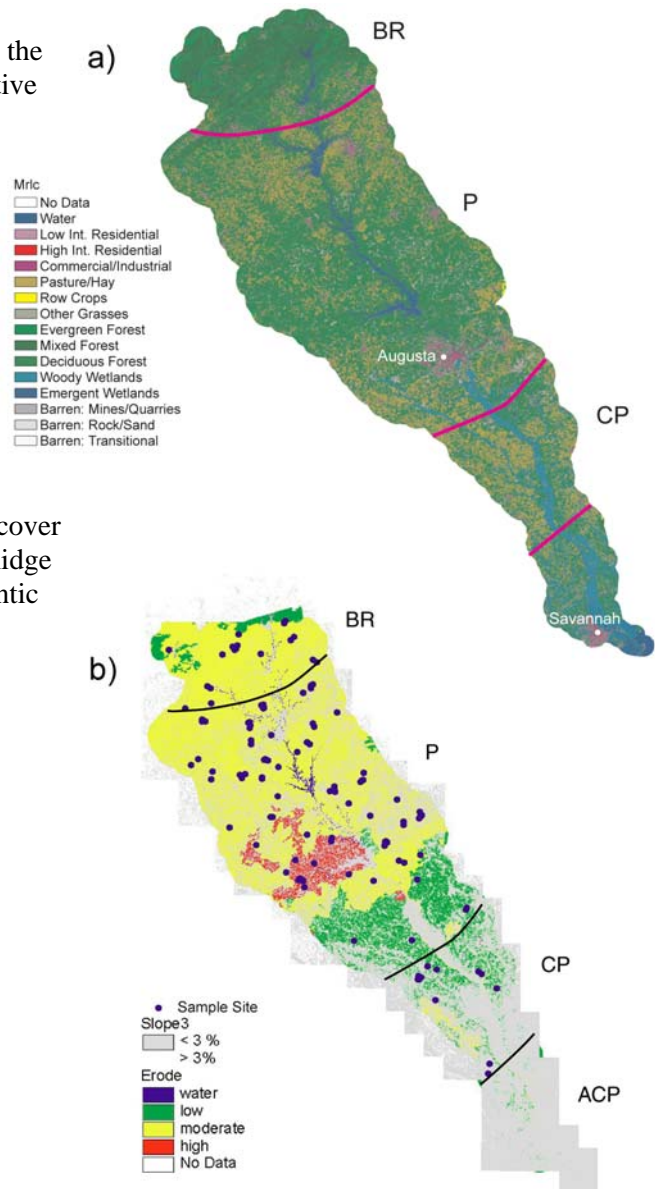 the
tive
a)
BR
P
CP
Mrlc
No Data
Water
Low Int. Residential
High Int. Residential
Commercial/Industrial
Pasture/Hay
Row Crops
Other Grasses
Evergreen Forest
Mixed Forest
Deciduous Forest
Woody Wetlands
Emergent Wetlands
Barren: Mines/Quarries
Barren: Rock/Sand
Barren: Transitional
Augusta
Savannah
cover
idge
ntic
b)
BR
P
CP
ACP
Sample Site
Slope3
< 3 %
> 3%
Erode
water
low
moderate
high
No Data